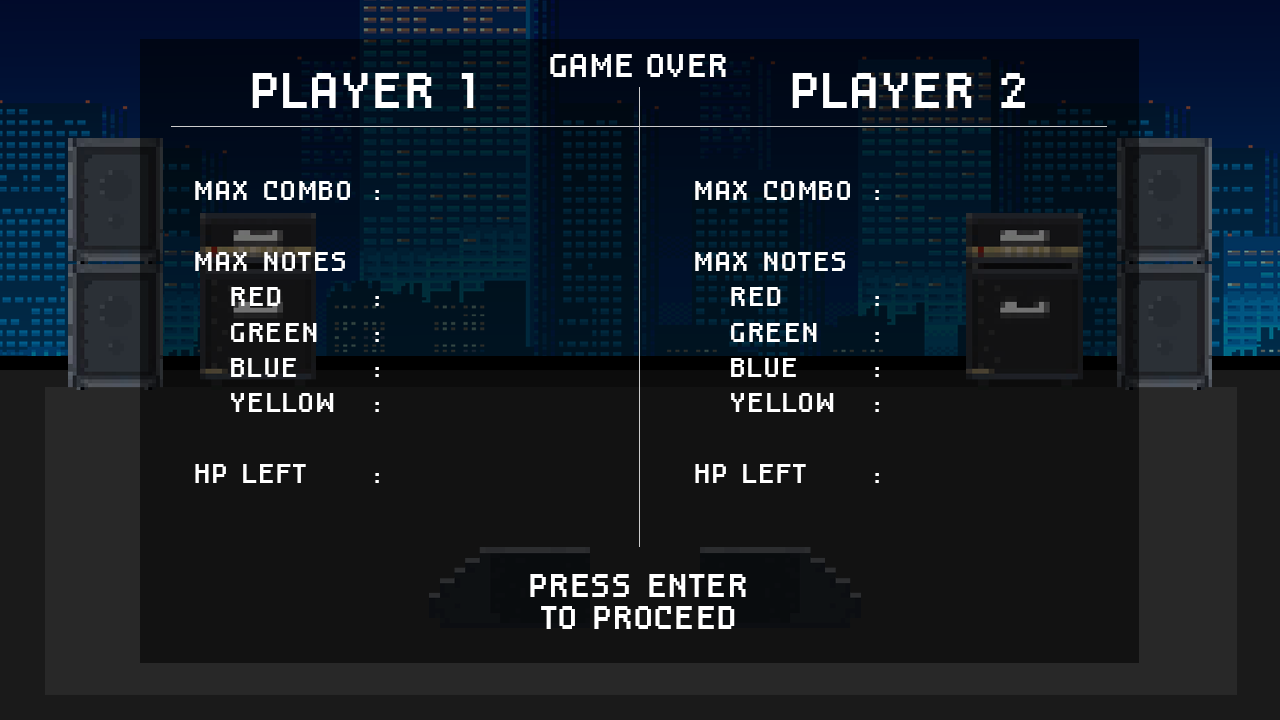 GAME OVER
PLAYER 1
MAX COMBO :
MAX NOTES
RED :
GREEN :
BLUE :
YELLOW :
HP LEFT :
PLAYER 2
MAX COMBO :
MAX NOTES
RED :
GREEN :
BLUE :
YELLOW :
HP LEFT :
PRESS ENTER
TO PROCEED